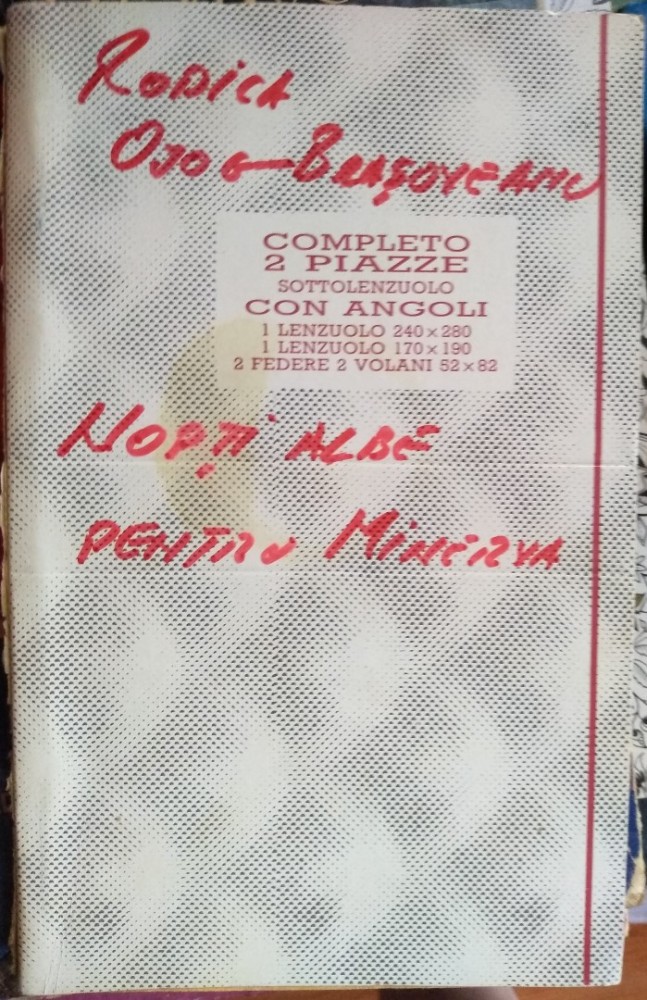 RODICA
OJOG-BRAȘOVEANU
COMPLETO
2 PIAZZE
SOTTOLENZUOLO
CON ANGOLI
1 LENZUOLO 240 × 280
1 LENZUOLO 170 × 190
2 FEDERE 2 VOLANI 52 × 82
NOPȚI ALBE
PENTRU MINERVA